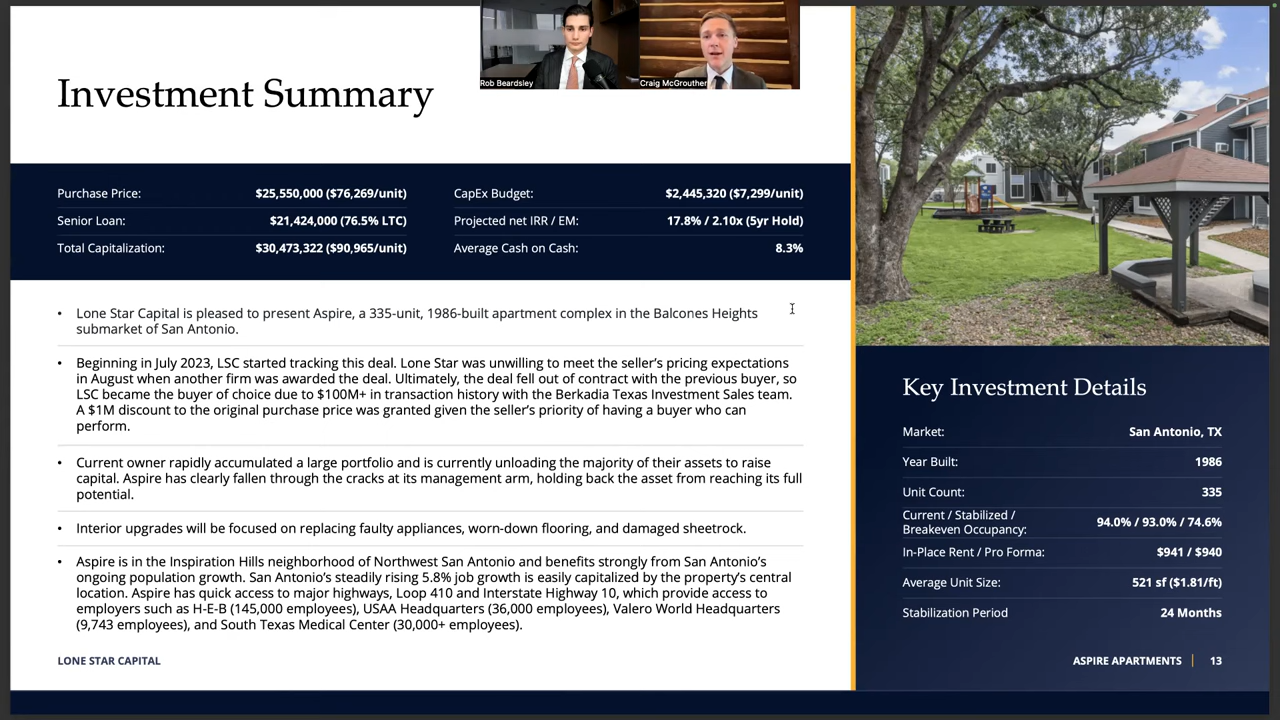 Rob Beardsley
Craig McGrouther
Investment Summary
Purchase Price: $25,550,000 ($76,269/unit)
Senior Loan: $21,424,000 (76.5% LTC)
Total Capitalization: $30,473,322 ($90,965/unit)
CapEx Budget: $2,445,320 ($7,299/unit)
Projected net IRR / EM: 17.8% / 2.10x (5yr Hold)
Average Cash on Cash: 8.3%
• Lone Star Capital is pleased to present Aspire, a 335-unit, 1986-built apartment complex in the Balcones Heights
submarket of San Antonio.
• Beginning in July 2023, LSC started tracking this deal. Lone Star was unwilling to meet the seller's pricing expectations
in August when another firm was awarded the deal. Ultimately, the deal fell out of contract with the previous buyer, so
LSC became the buyer of choice due to $100M+ in transaction history with the Berkadia Texas Investment Sales team.
A $1M discount to the original purchase price was granted given the seller's priority of having a buyer who can
perform.
• Current owner rapidly accumulated a large portfolio and is currently unloading the majority of their assets to raise
capital. Aspire has clearly fallen through the cracks at its management arm, holding back the asset from reaching its full
potential.
• Interior upgrades will be focused on replacing faulty appliances, worn-down flooring, and damaged sheetrock.
• Aspire is in the Inspiration Hills neighborhood of Northwest San Antonio and benefits strongly from San Antonio's
ongoing population growth. San Antonio's steadily rising 5.8% job growth is easily capitalized by the property's central
location. Aspire has quick access to major highways, Loop 410 and Interstate Highway 10, which provide access to
employers such as H-E-B (145,000 employees), USAA Headquarters (36,000 employees), Valero World Headquarters
(9,743 employees), and South Texas Medical Center (30,000+ employees).
LONE STAR CAPITAL
Key Investment Details
Market: San Antonio, TX
Year Built: 1986
Unit Count: 335
Current / Stabilized /
Breakeven Occupancy: 94.0% / 93.0% / 74.6%
In-Place Rent / Pro Forma: $941 / $940
Average Unit Size: 521 sf ($1.81/ft)
Stabilization Period 24 Months
ASPIRE APARTMENTS | 13